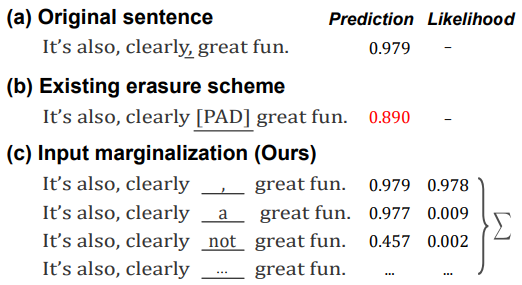 (a) Original sentence Prediction Likelihood
It's also, clearly, great fun. 0.979 –
(b) Existing erasure scheme
It's also, clearly [PAD] great fun. 0.890 –
(c) Input marginalization (Ours)
It's also, clearly , great fun. 0.979 0.978
It's also, clearly a great fun. 0.977 0.009
It's also, clearly not great fun. 0.457 0.002
It's also, clearly ... great fun. ... ...
∑